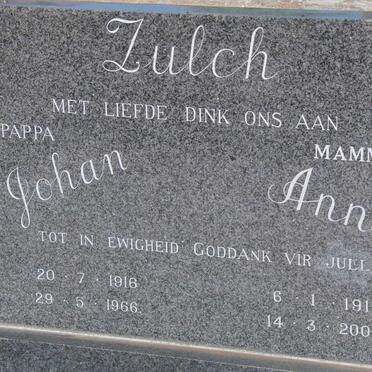 Zulch
MET LIEFDE DINK ONS AAN
PAPPA MAMM
Johan Ann
TOT IN EWIGHEID GODDANK VIR JULL
20 · 7 · 1916 6 · 1 · 191
29 · 5 · 1966. 14 · 3 · 200